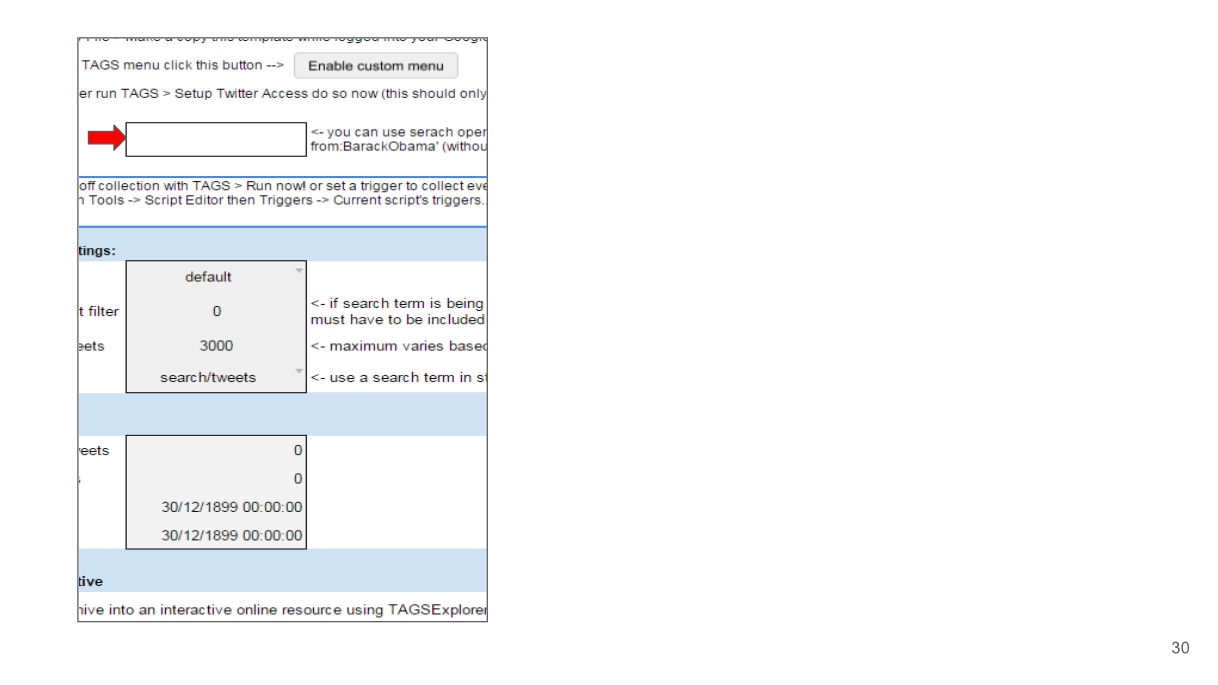 File > Make a copy this template while logged into your Google
TAGS menu click this button --> Enable custom menu
er run TAGS > Setup Twitter Access do so now (this should only
<- you can use serach oper
from:BarackObama' (withou
off collection with TAGS > Run now! or set a trigger to collect eve
n Tools -> Script Editor then Triggers -> Current script's triggers..
tings:
default
t filter 0 <- if search term is being
must have to be included
eets 3000 <- maximum varies based
search/tweets <- use a search term in st
eets 0
s 0
30/12/1899 00:00:00
30/12/1899 00:00:00
tive
hive into an interactive online resource using TAGSExplorer
30